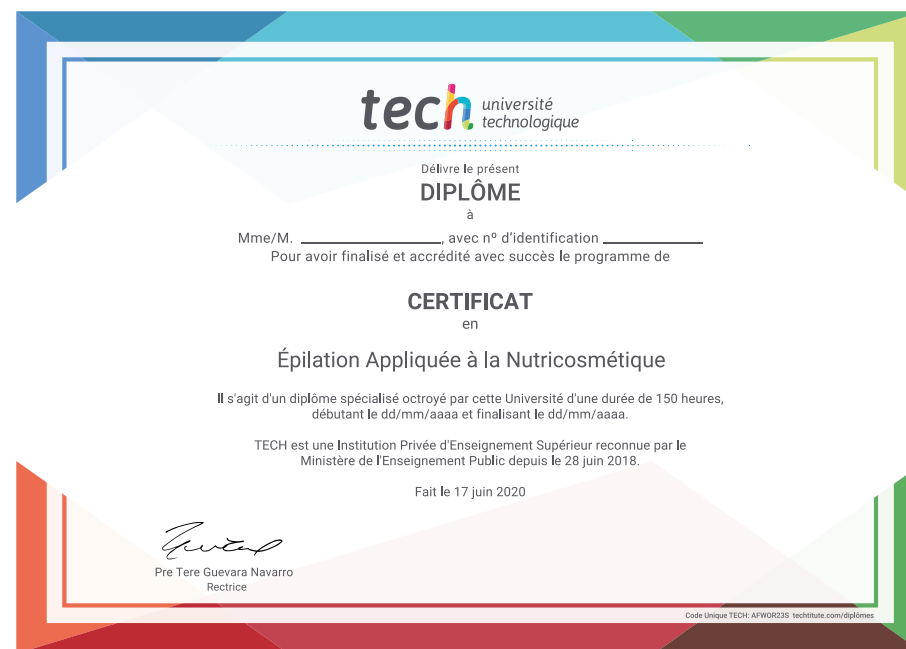 tech université
technologique
Délivre le présent
DIPLÔME
à
Mme/M. ____________________, avec nº d'identification ______________
Pour avoir finalisé et accrédité avec succès le programme de
CERTIFICAT
en
Épilation Appliquée à la Nutricosmétique
Il s'agit d'un diplôme spécialisé octroyé par cette Université d'une durée de 150 heures,
débutant le dd/mm/aaaa et finalisant le dd/mm/aaaa.
TECH est une Institution Privée d'Enseignement Supérieur reconnue par le
Ministère de l'Enseignement Public depuis le 28 juin 2018.
Fait le 17 juin 2020
Pre Tere Guevara Navarro
Rectrice
Code Unique TECH: AFWOR23S techtitute.com/diplômes